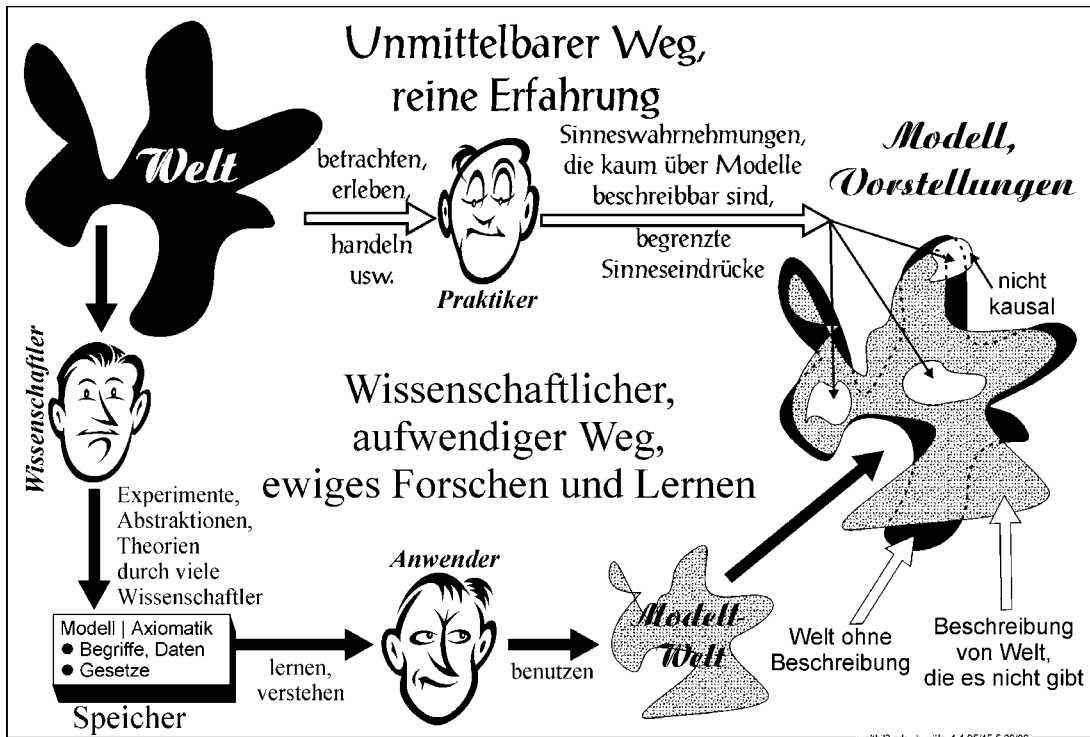 Unmittelbarer Weg,
reine Erfahrung
Welt
betrachten,
erleben,
handeln
usw.
Praktiker
Sinneswahrnehmungen,
die kaum über Modelle
beschreibbar sind,
begrenzte
Sinneseindrücke
Modell,
Vorstellungen
nicht
kausal
Wissenschaftler
Wissenschaftlicher,
aufwendiger Weg,
ewiges Forschen und Lernen
Experimente,
Abstraktionen,
Theorien
durch viele
Wissenschaftler
Modell | Axiomatik
● Begriffe, Daten
● Gesetze
Speicher
lernen,
verstehen
Anwender
benutzen
Modell-
Welt
Welt ohne
Beschreibung
Beschreibung
von Welt,
die es nicht gibt